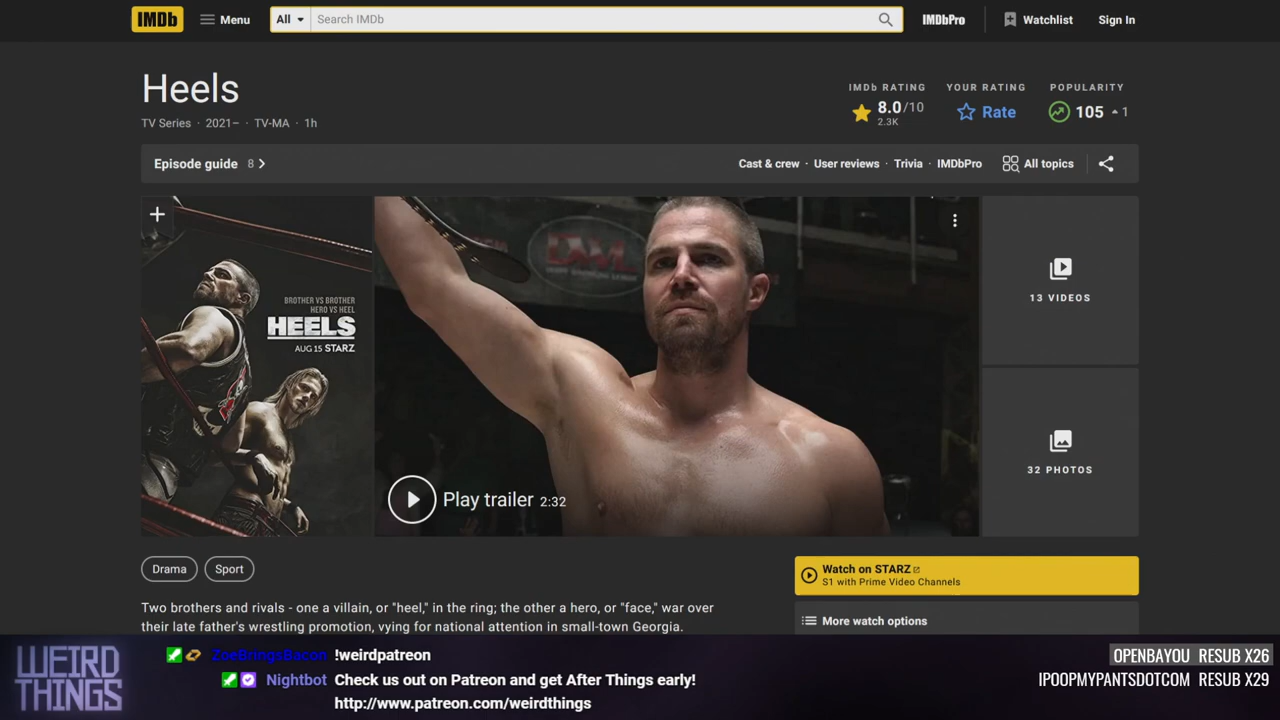 IMDb Menu All Search IMDb IMDbPro Watchlist Sign In
Heels
TV Series · 2021– · TV-MA · 1h
IMDb RATING YOUR RATING POPULARITY
8.0/10 Rate 105 1
2.3K
Episode guide 8 Cast & crew · User reviews · Trivia · IMDbPro All topics
BROTHER VS BROTHER
HERO VS HEEL
HEELS
AUG 15 STARZ
DWL
13 VIDEOS
32 PHOTOS
Play trailer 2:32
Drama Sport
Watch on STARZ
S1 with Prime Video Channels
Two brothers and rivals - one a villain, or "heel," in the ring; the other a hero, or "face," war over
their late father's wrestling promotion, vying for national attention in small-town Georgia.
More watch options
WEIRD
THINGS
ZoeBringsBacon !weirdpatreon
Nightbot Check us out on Patreon and get After Things early!
http://www.patreon.com/weirdthings
OPENBAYOU RESUB X26
IPOOPMYPANTSDOTCOM RESUB X29